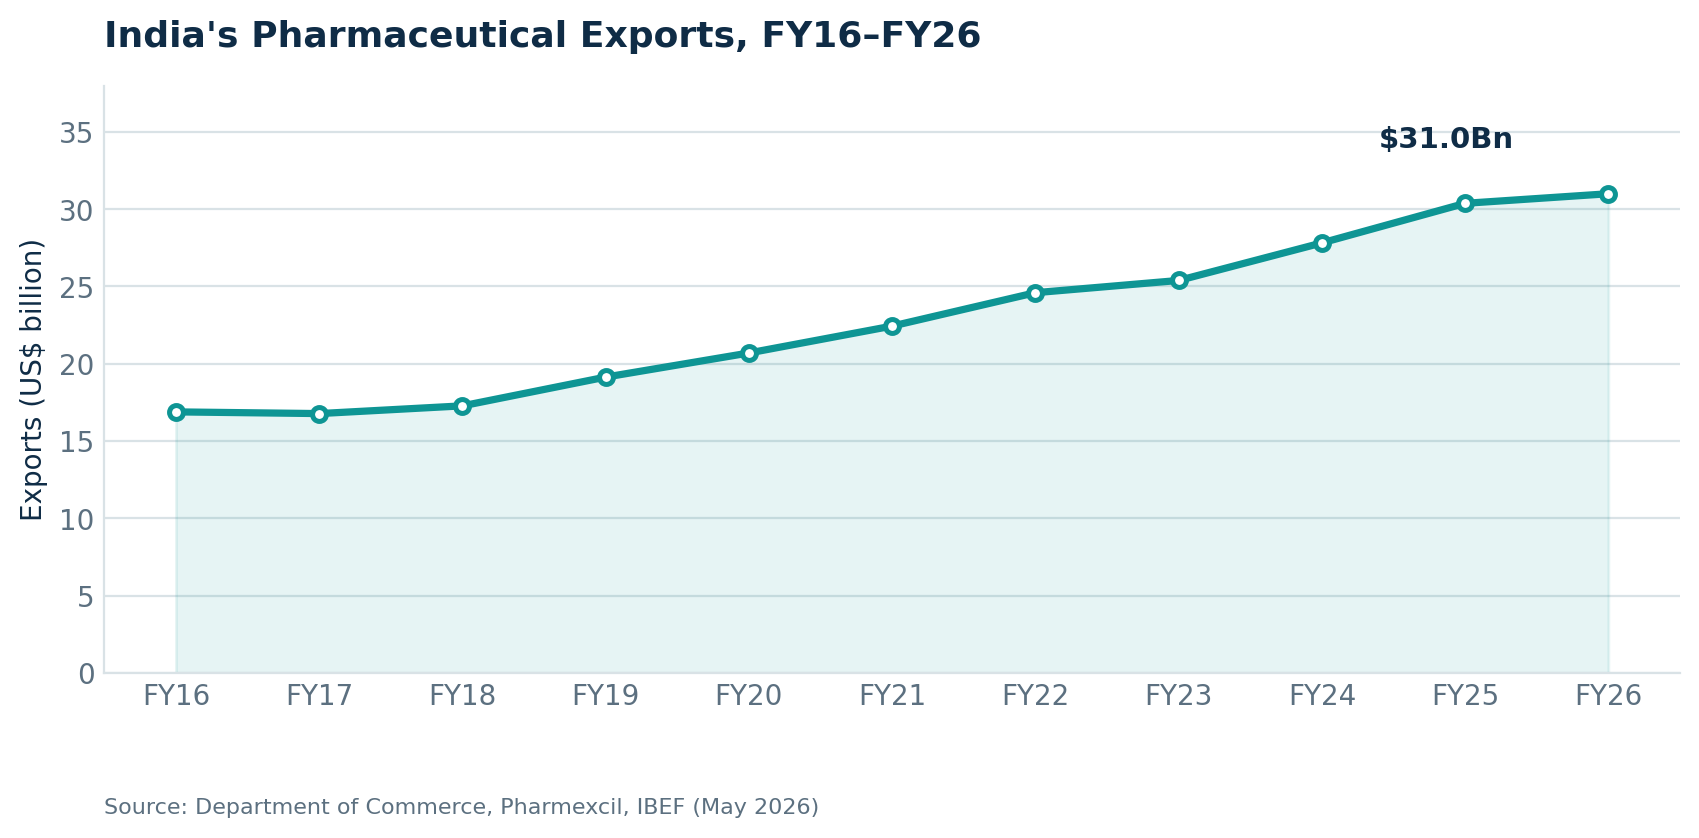 India's Pharmaceutical Exports, FY16–FY26
Exports (US$ billion)
35
30
25
20
15
10
5
0
$31.0Bn
FY16 FY17 FY18 FY19 FY20 FY21 FY22 FY23 FY24 FY25 FY26
Source: Department of Commerce, Pharmexcil, IBEF (May 2026)